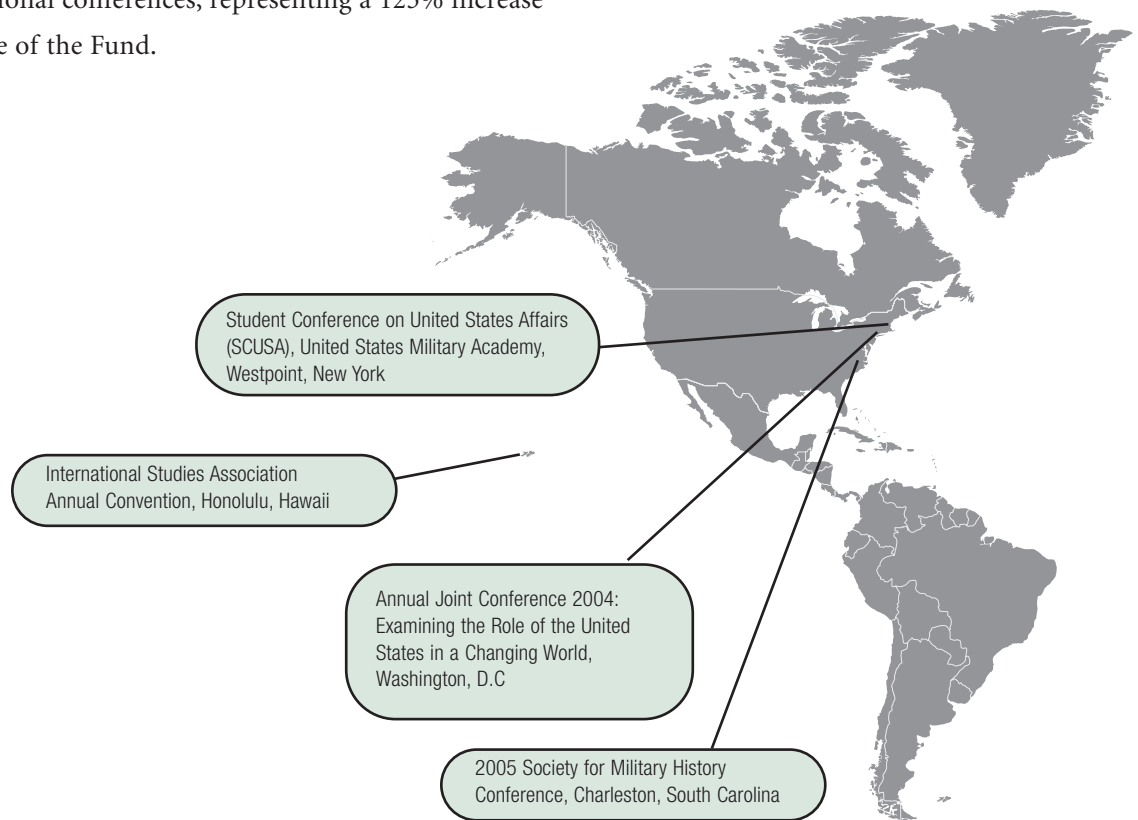 ional conferences, representing a 125% increase
e of the Fund.
Student Conference on United States Affairs
(SCUSA), United States Military Academy,
Westpoint, New York
International Studies Association
Annual Convention, Honolulu, Hawaii
Annual Joint Conference 2004:
Examining the Role of the United
States in a Changing World,
Washington, D.C
2005 Society for Military History
Conference, Charleston, South Carolina